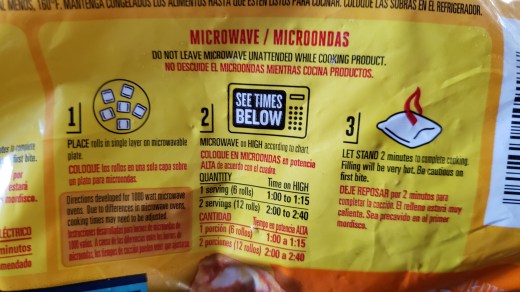 AL MENOS, 160°F. MANTENGA CONGELADOS LOS ALIMENTOS HASTA QUE ESTÉN LISTOS PARA COCINAR. COLOQUE LAS SOBRAS EN EL REFRIGERADOR.
MICROWAVE / MICROONDAS
DO NOT LEAVE MICROWAVE UNATTENDED WHILE COOKING PRODUCT.
NO DESCUIDE EL MICROONDAS MIENTRAS COCINA PRODUCTOS.
1
PLACE rolls in single layer on microwavable
plate.
COLOQUE los rollos en una sola capa sobre
un plato para microondas.
Directions developed for 1000 watt microwave
ovens. Due to differences in microwave ovens,
cooking times may need to be adjusted.
2
SEE TIMES
BELOW
MICROWAVE on HIGH according to chart.
COLOQUE EN MICROONDAS en potencia
ALTA de acuerdo con el cuadro.
QUANTITY Time on HIGH
1 serving (6 rolls) 1:00 to 1:15
2 servings (12 rolls) 2:00 to 2:40
CANTIDAD Tiempo en potencia ALTA
1 porción (6 rollos) 1:00 a 1:15
2 porciones (12 rollos) 2:00 a 2:40
3
LET STAND 2 minutes to complete cooking.
Filling will be very hot. Be cautious on
first bite.
DEJE REPOSAR por 2 minutos para
completar la cocción. El relleno estará muy
caliente. Sea precavido en el primer
mordisco.
first bite.
por
estará
mordisco.
ELÉCTRICO
minutos